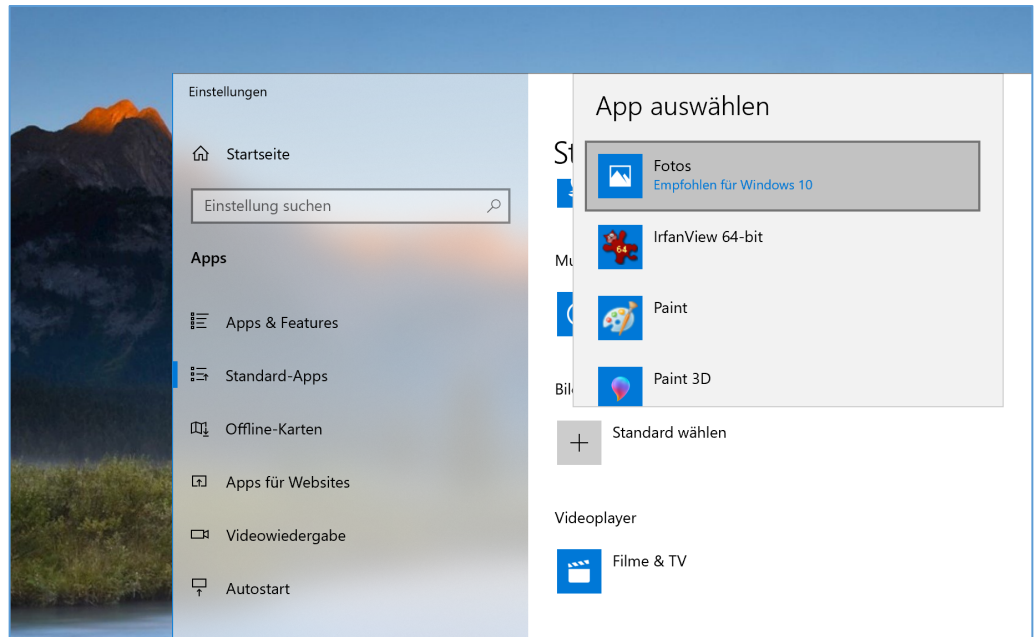 Einstellungen
Startseite
Einstellung suchen
Apps
Apps & Features
Standard-Apps
Offline-Karten
Apps für Websites
Videowiedergabe
Autostart
App auswählen
Fotos
Empfohlen für Windows 10
IrfanView 64-bit
64
Paint
Paint 3D
Standard wählen
Videoplayer
Filme & TV